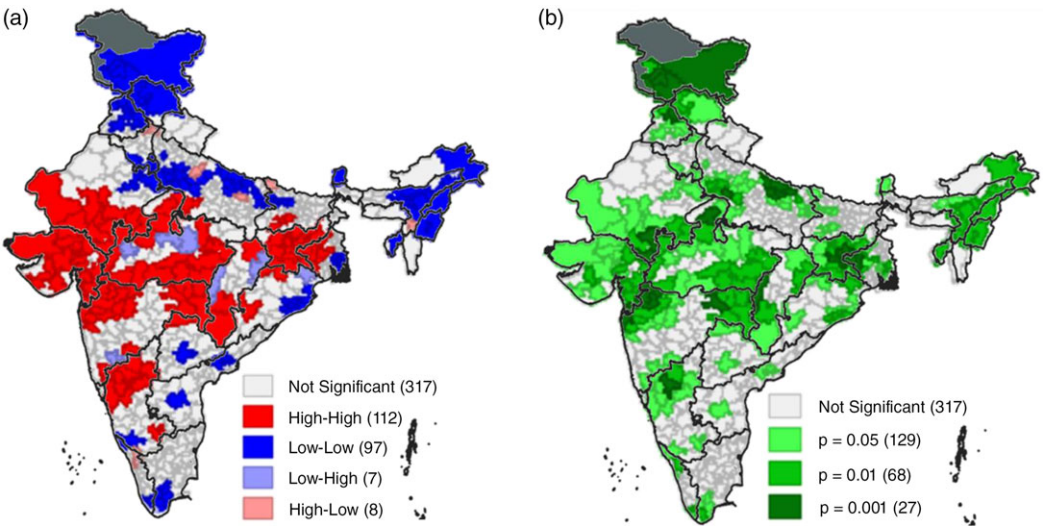 (a)
Not Significant (317)
High-High (112)
Low-Low (97)
Low-High (7)
High-Low (8)
(b)
Not Significant (317)
p = 0.05 (129)
p = 0.01 (68)
p = 0.001 (27)